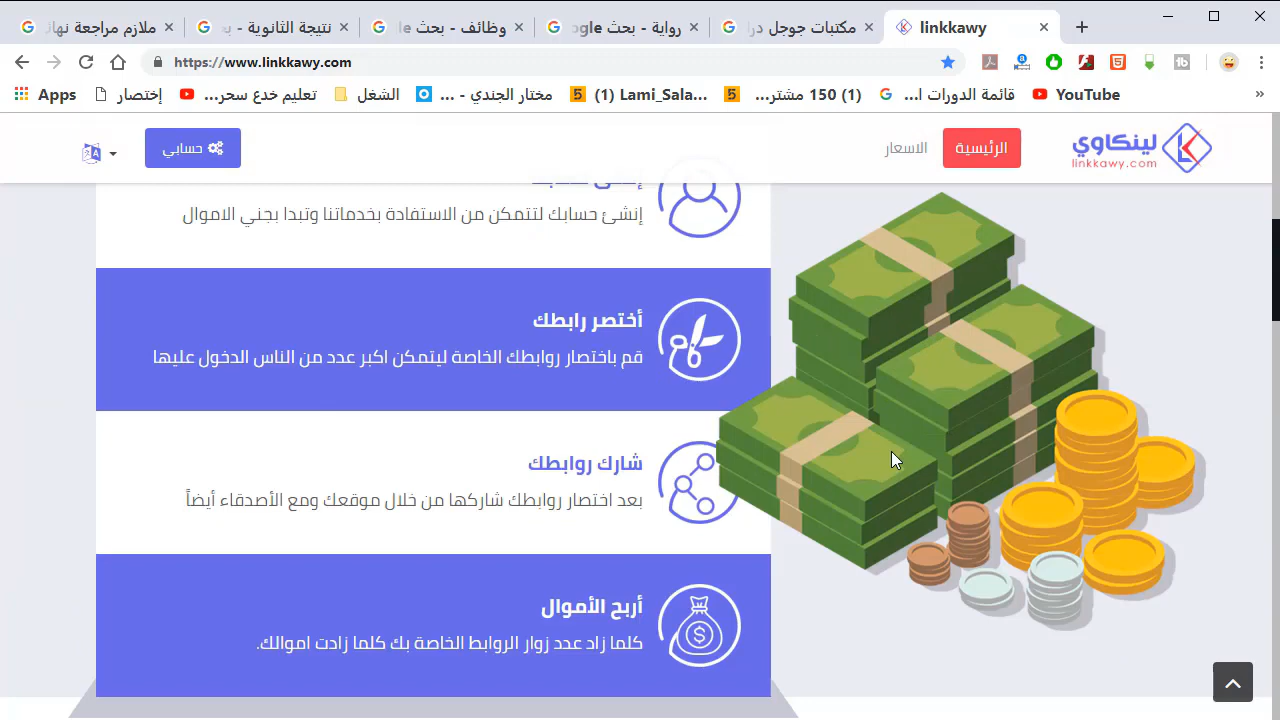 ملازم مراجعة نها
نتيجة الثانوية - بح
وظائف - بحث le
رواية - بحث ogle
مكتبات جوجل درا
linkkawy
https://www.linkkawy.com
Apps
إختصار
تعليم خدع سحر...
الشغل
مختار الجندي - ...
(1) Lami_Sala...
(1) 150 مشتر...
قائمة الدورات ا...
YouTube
لينكاوي
linkkawy.com
الرئيسية
الاسعار
حسابي
إنشئ حسابك لتتمكن من الاستفادة بخدماتنا وتبدا بجني الاموال
أختصر رابطك
قم باختصار روابطك الخاصة ليتمكن اكبر عدد من الناس الدخول عليها
شارك روابطك
بعد اختصار روابطك شاركها من خلال موقعك ومع الأصدقاء أيضاً
أربح الأموال
كلما زاد عدد زوار الروابط الخاصة بك كلما زادت اموالك.